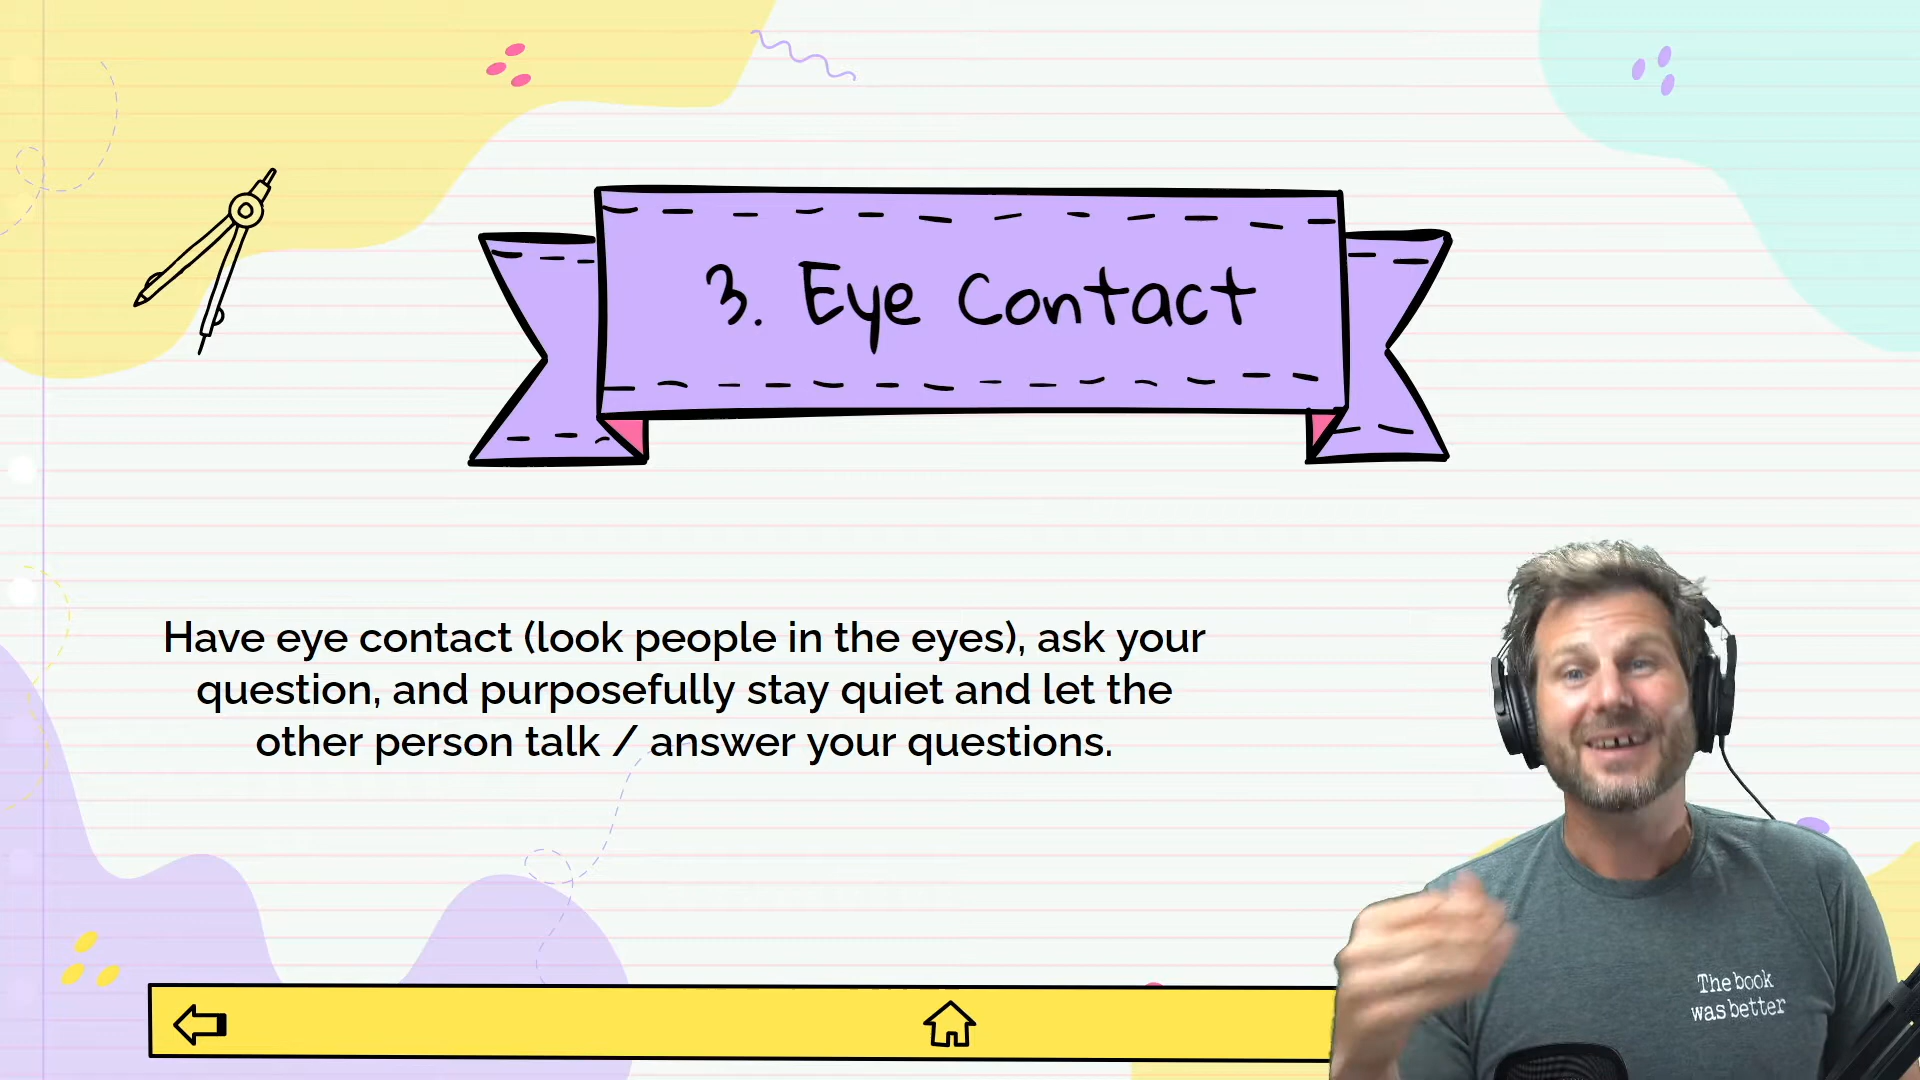 3. Eye Contact
Have eye contact (look people in the eyes), ask your
question, and purposefully stay quiet and let the
other person talk / answer your questions.
The book
was better